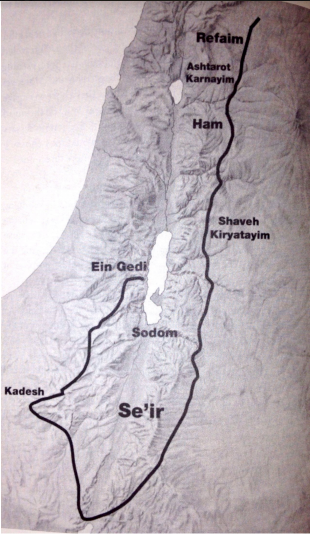 Refaim
Ashtarot
Karnayim
Ham
Shaveh
Kiryatayim
Ein Gedi
Sodom
Kadesh
Se'ir